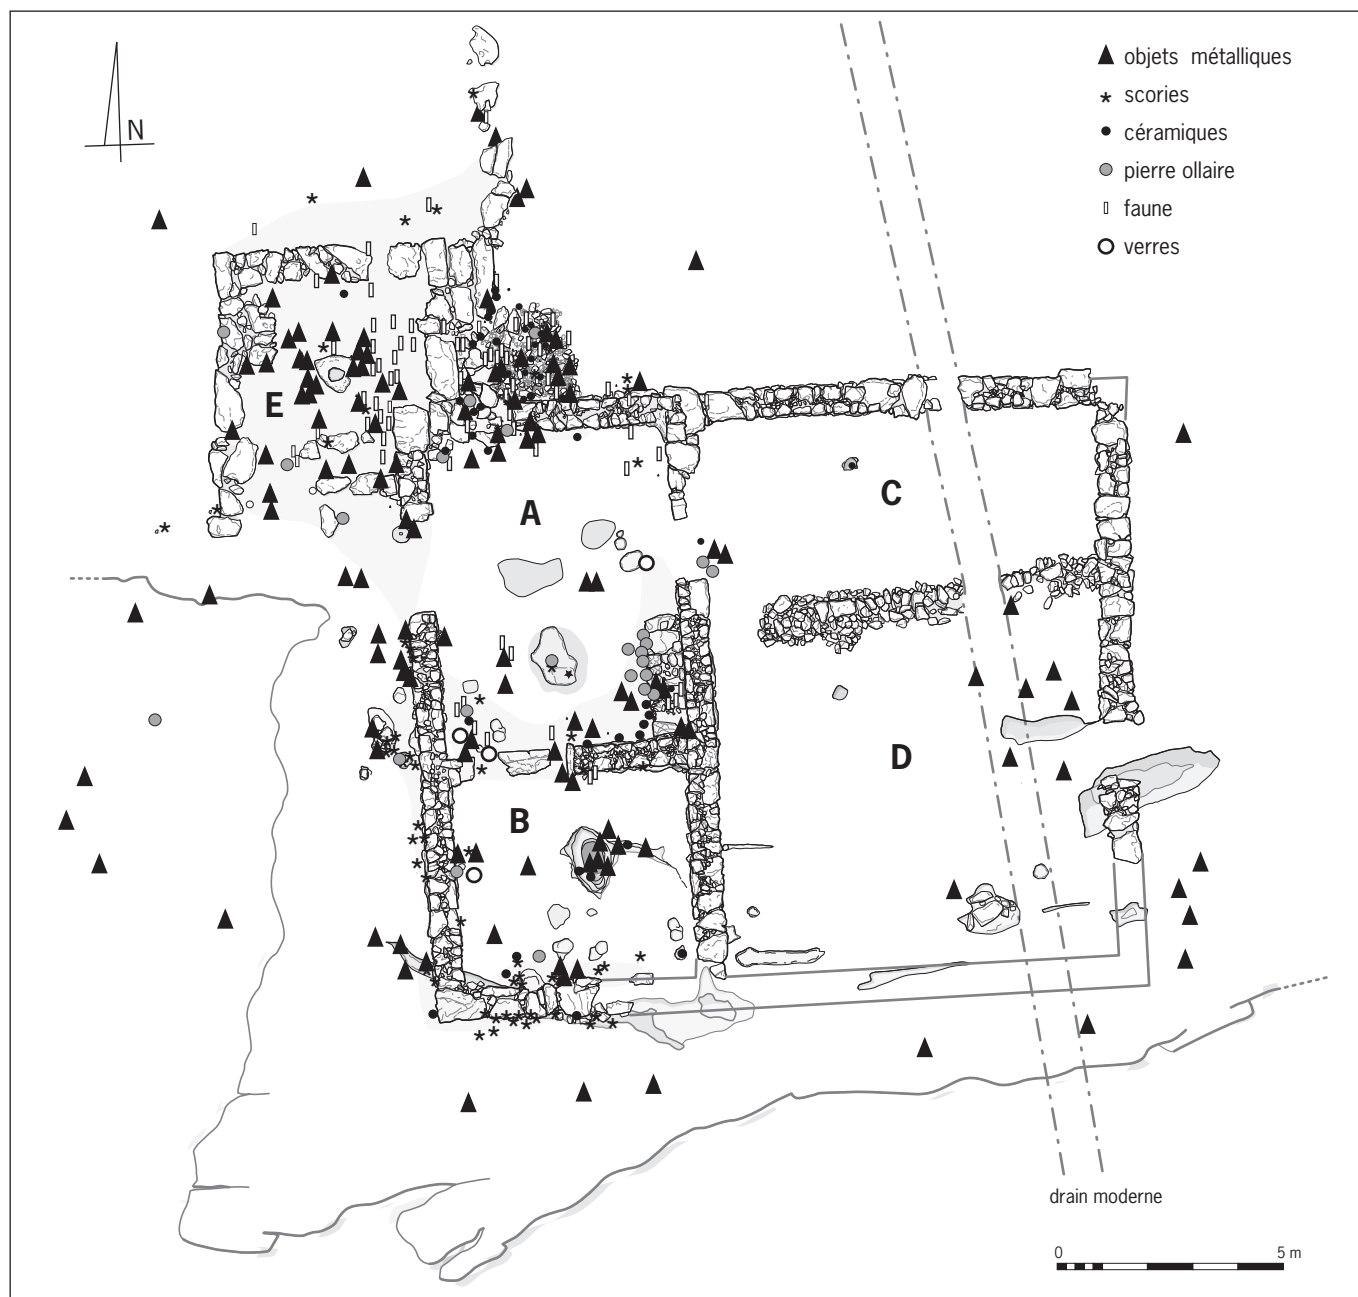 N
objets métalliques
scories
céramiques
pierre ollaire
faune
verres
E
A
C
D
B
drain moderne
0 5 m